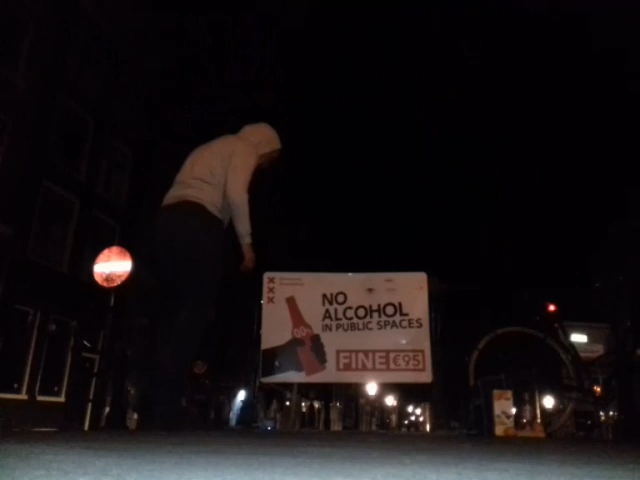 NO
ALCOHOL
IN PUBLIC SPACES
FINE €95